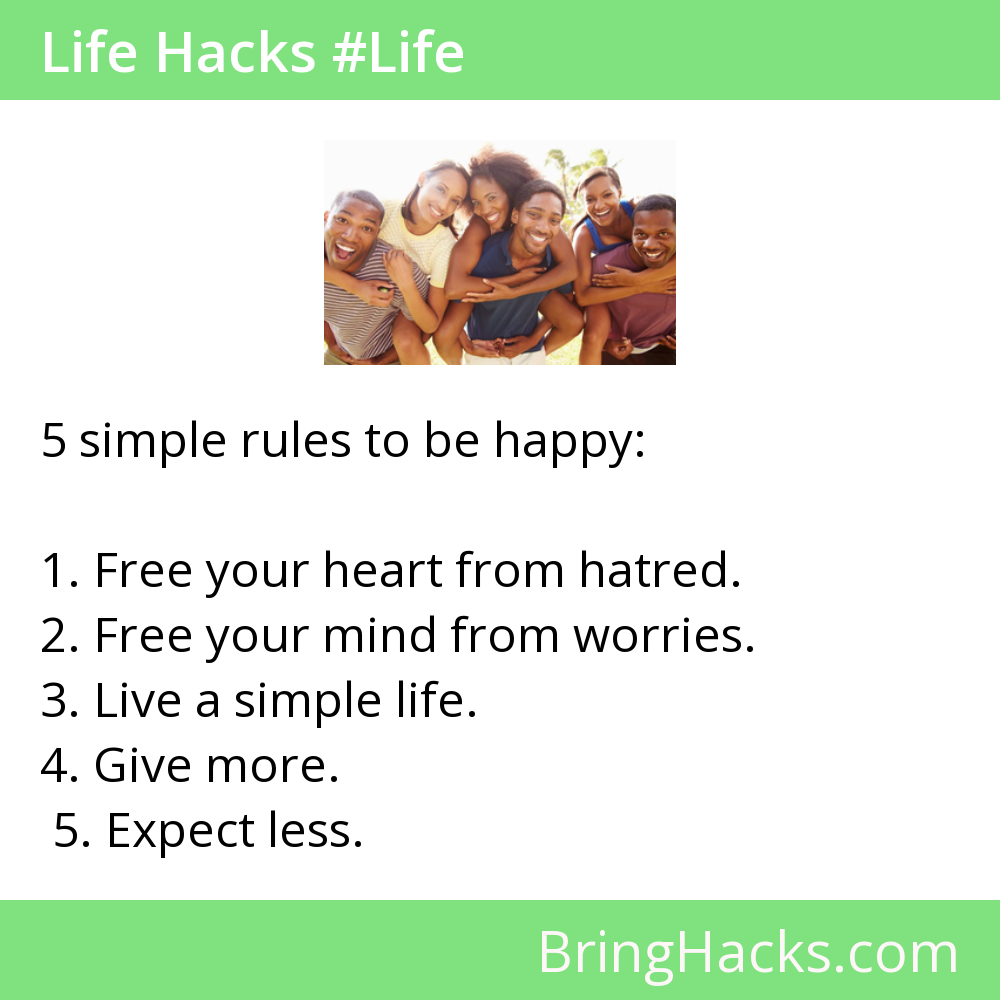 Life Hacks #Life
5 simple rules to be happy:
1. Free your heart from hatred.
2. Free your mind from worries.
3. Live a simple life.
4. Give more.
5. Expect less.
BringHacks.com